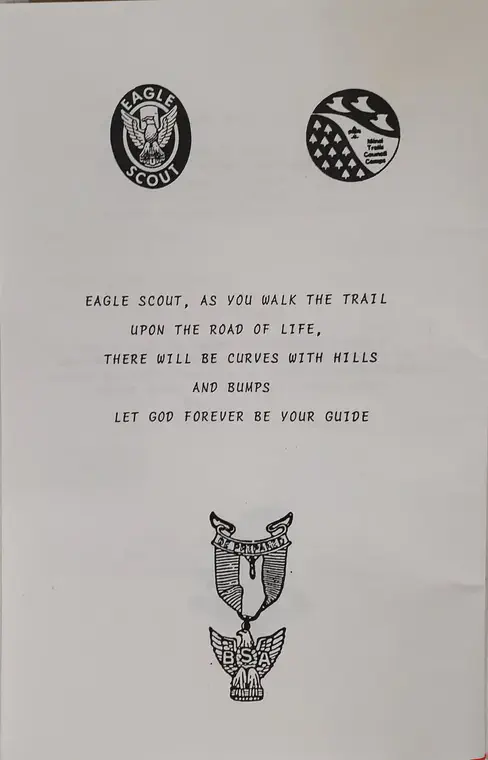 EAGLE
SCOUT
Trails
Council
Camps
EAGLE SCOUT, AS YOU WALK THE TRAIL
UPON THE ROAD OF LIFE,
THERE WILL BE CURVES WITH HILLS
AND BUMPS
LET GOD FOREVER BE YOUR GUIDE
BE PREPARED
BSA